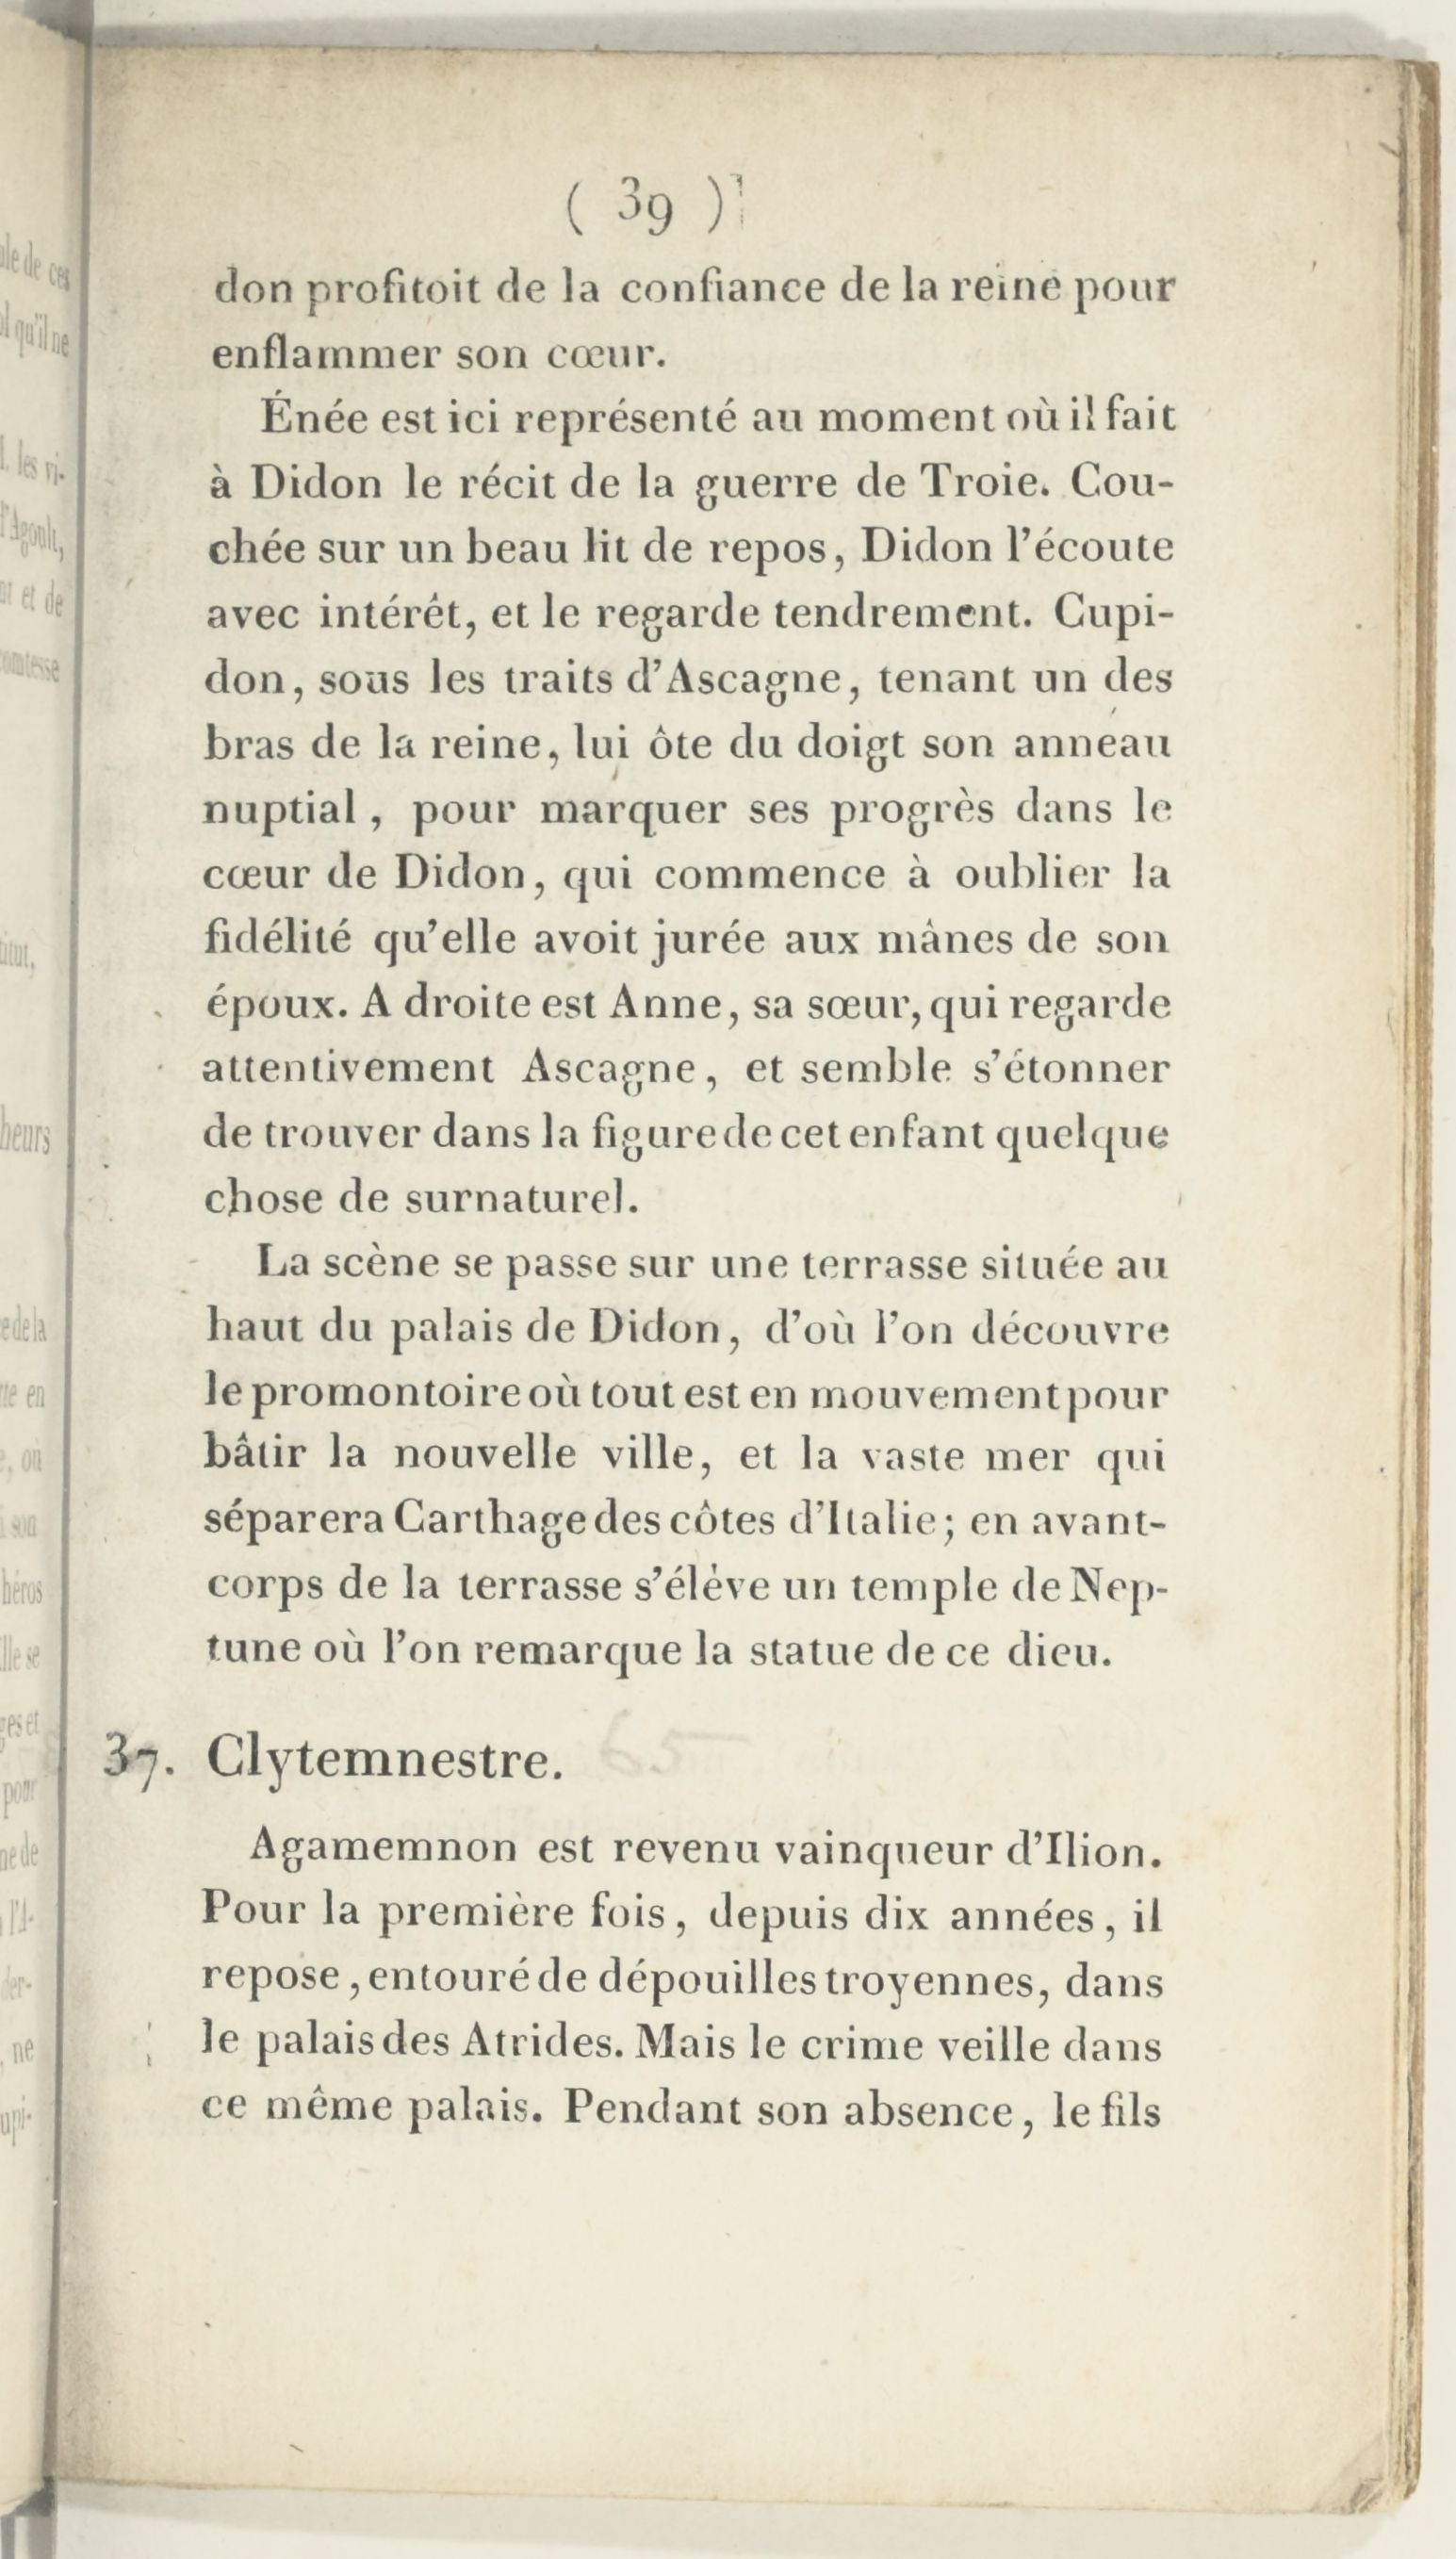 ( 39 )
don profitoit de la confiance de la reine pour
enflammer son cœur.
Énée est ici représenté au moment où il fait
à Didon le récit de la guerre de Troie. Cou-
chée sur un beau lit de repos, Didon l'écoute
avec intérêt, et le regarde tendrement. Cupi-
don, sous les traits d'Ascagne, tenant un des
bras de la reine, lui ôte du doigt son anneau
nuptial, pour marquer ses progrès dans le
cœur de Didon, qui commence à oublier la
fidélité qu'elle avoit jurée aux mânes de son
époux. A droite est Anne, sa sœur, qui regarde
attentivement Ascagne, et semble s'étonner
de trouver dans la figure de cet enfant quelque
chose de surnaturel.
La scène se passe sur une terrasse située au
haut du palais de Didon, d'où l'on découvre
le promontoire où tout est en mouvement pour
bâtir la nouvelle ville, et la vaste mer qui
séparera Carthage des côtes d'Italie; en avant-
corps de la terrasse s'élève un temple de Nep-
tune où l'on remarque la statue de ce dieu.
37. Clytemnestre. 65
Agamemnon est revenu vainqueur d'Ilion.
Pour la première fois, depuis dix années, il
repose, entouré de dépouilles troyennes, dans
le palais des Atrides. Mais le crime veille dans
ce même palais. Pendant son absence, le fils